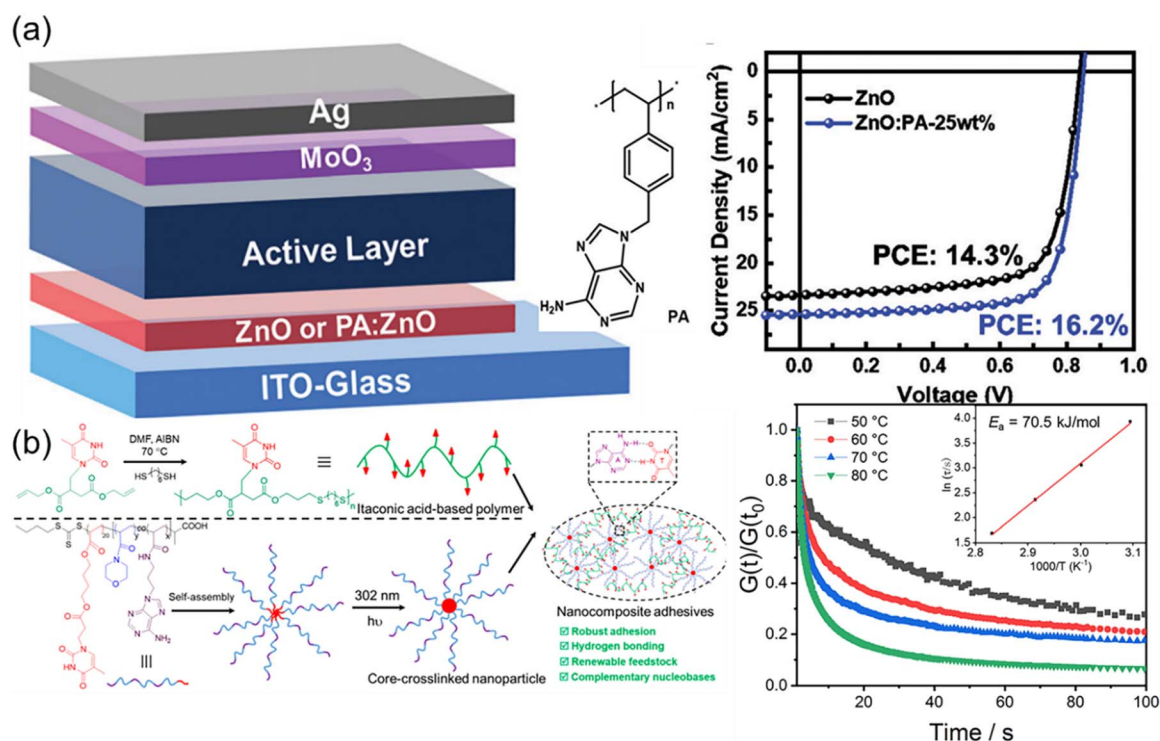 (a)
Ag
MoO3
Active Layer
ZnO or PA:ZnO
ITO-Glass
n
N
N
N
N
H2N
PA
Current Density (mA/cm²)
0
5
10
15
20
25
ZnO
ZnO:PA-25wt%
PCE: 14.3%
PCE: 16.2%
0.0 0.2 0.4 0.6 0.8 1.0
Voltage (V)
(b)
DMF, AIBN
70 °C
HS SH
6
Itaconic acid-based polymer
COOH
Self-assembly
302 nm
hυ
Core-crosslinked nanoparticle
NH2
A
T
Nanocomposite adhesives
Robust adhesion
Hydrogen bonding
Renewable feedstock
Complementary nucleobases
G(t)/G(t0)
1.0
0.8
0.6
0.4
0.2
0.0
50 °C
60 °C
70 °C
80 °C
Ea = 70.5 kJ/mol
ln (τ/s)
4.0
3.5
3.0
2.5
2.0
1.5
2.8 2.9 3.0 3.1
1000/T (K⁻¹)
20 40 60 80 100
Time / s